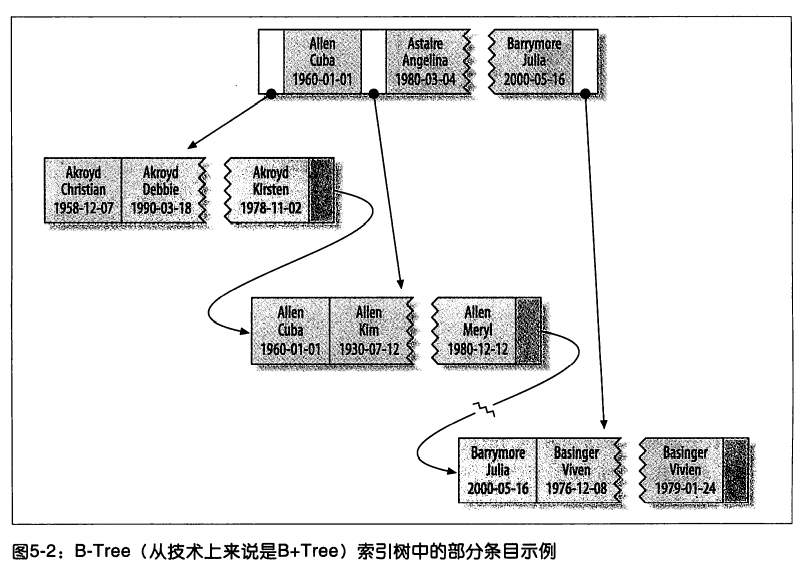 Allen
Cuba
1960-01-01
Astaire
Angelina
1980-03-04
Barrymore
Julia
2000-05-16
Akroyd
Christian
1958-12-07
Akroyd
Debbie
1990-03-18
Akroyd
Kirsten
1978-11-02
Allen
Cuba
1960-01-01
Allen
Kim
1930-07-12
Allen
Meryl
1980-12-12
Barrymore
Julia
2000-05-16
Basinger
Viven
1976-12-08
Basinger
Vivien
1979-01-24
图5-2：B-Tree（从技术上来说是B+Tree）索引树中的部分条目示例